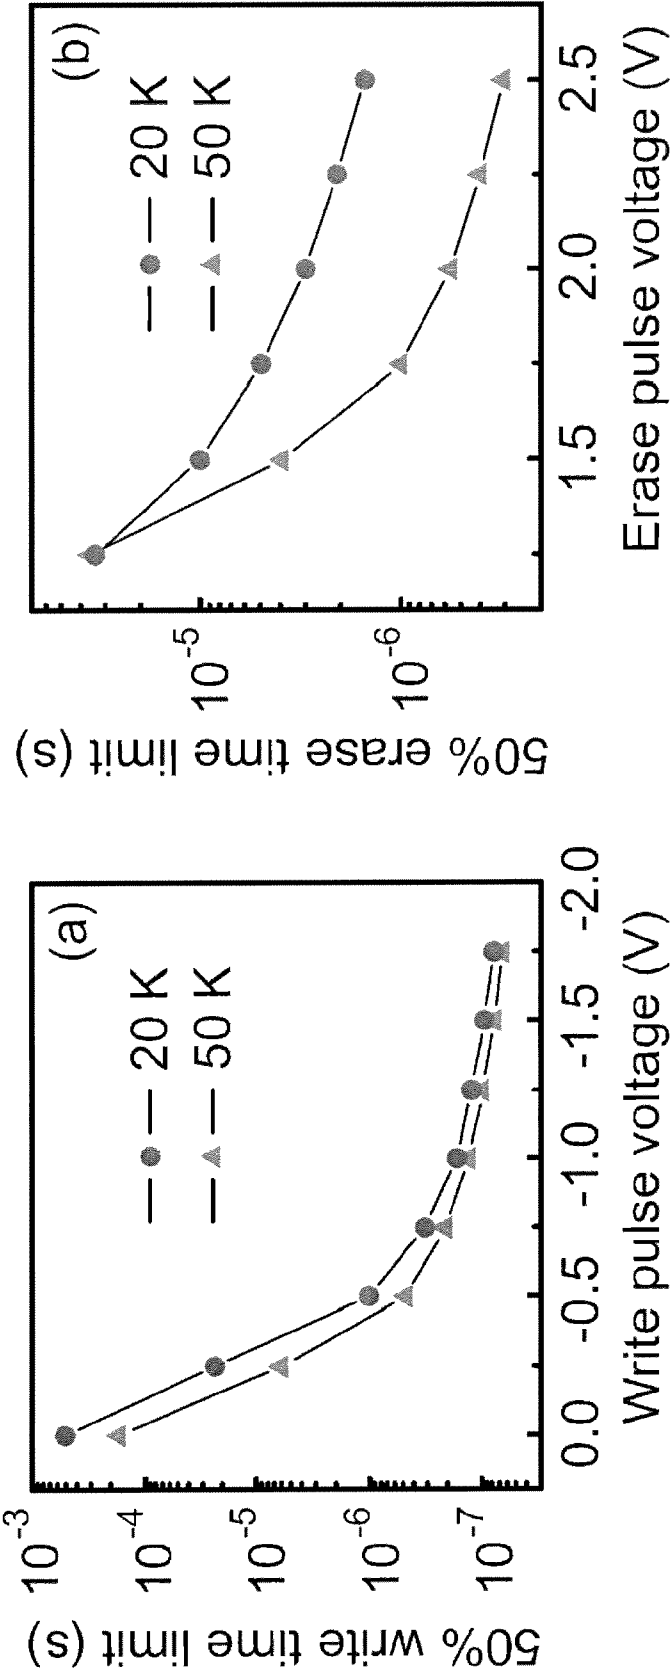 (a)
20 K
50 K
10-3
10-4
10-5
10-6
10-7
50% write time limit (s)
0.0 -0.5 -1.0 -1.5 -2.0
Write pulse voltage (V)
(b)
20 K
50 K
10-5
10-6
50% erase time limit (s)
1.5 2.0 2.5
Erase pulse voltage (V)